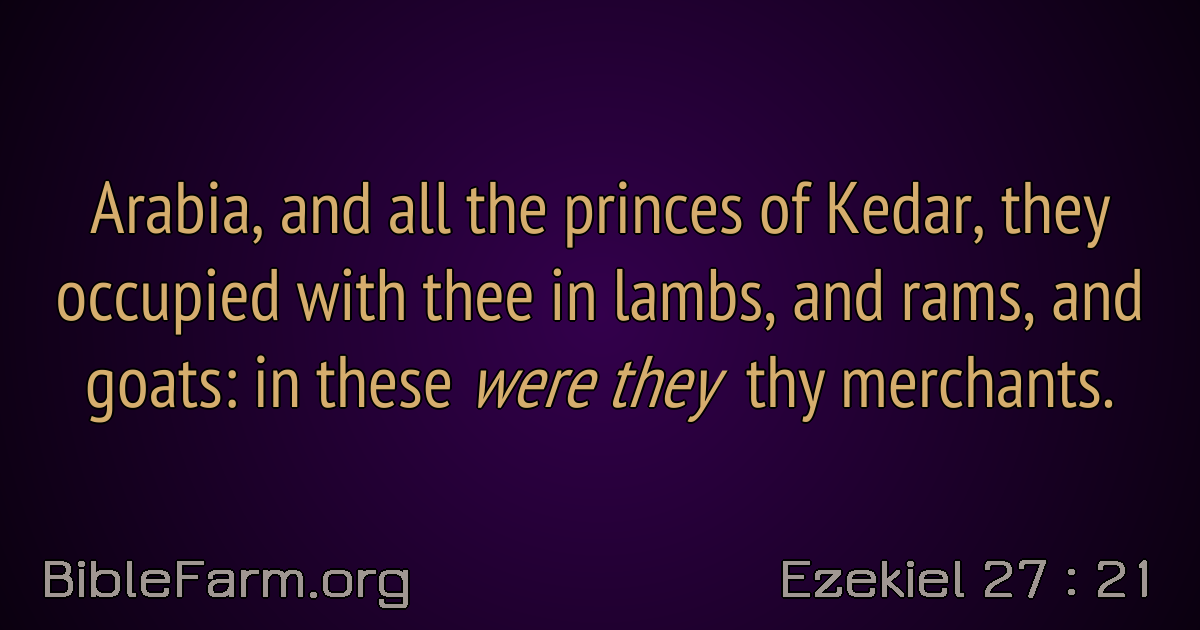 Arabia, and all the princes of Kedar, they
occupied with thee in lambs, and rams, and
goats: in these were they thy merchants.
BibleFarm.org
Ezekiel 27 : 21